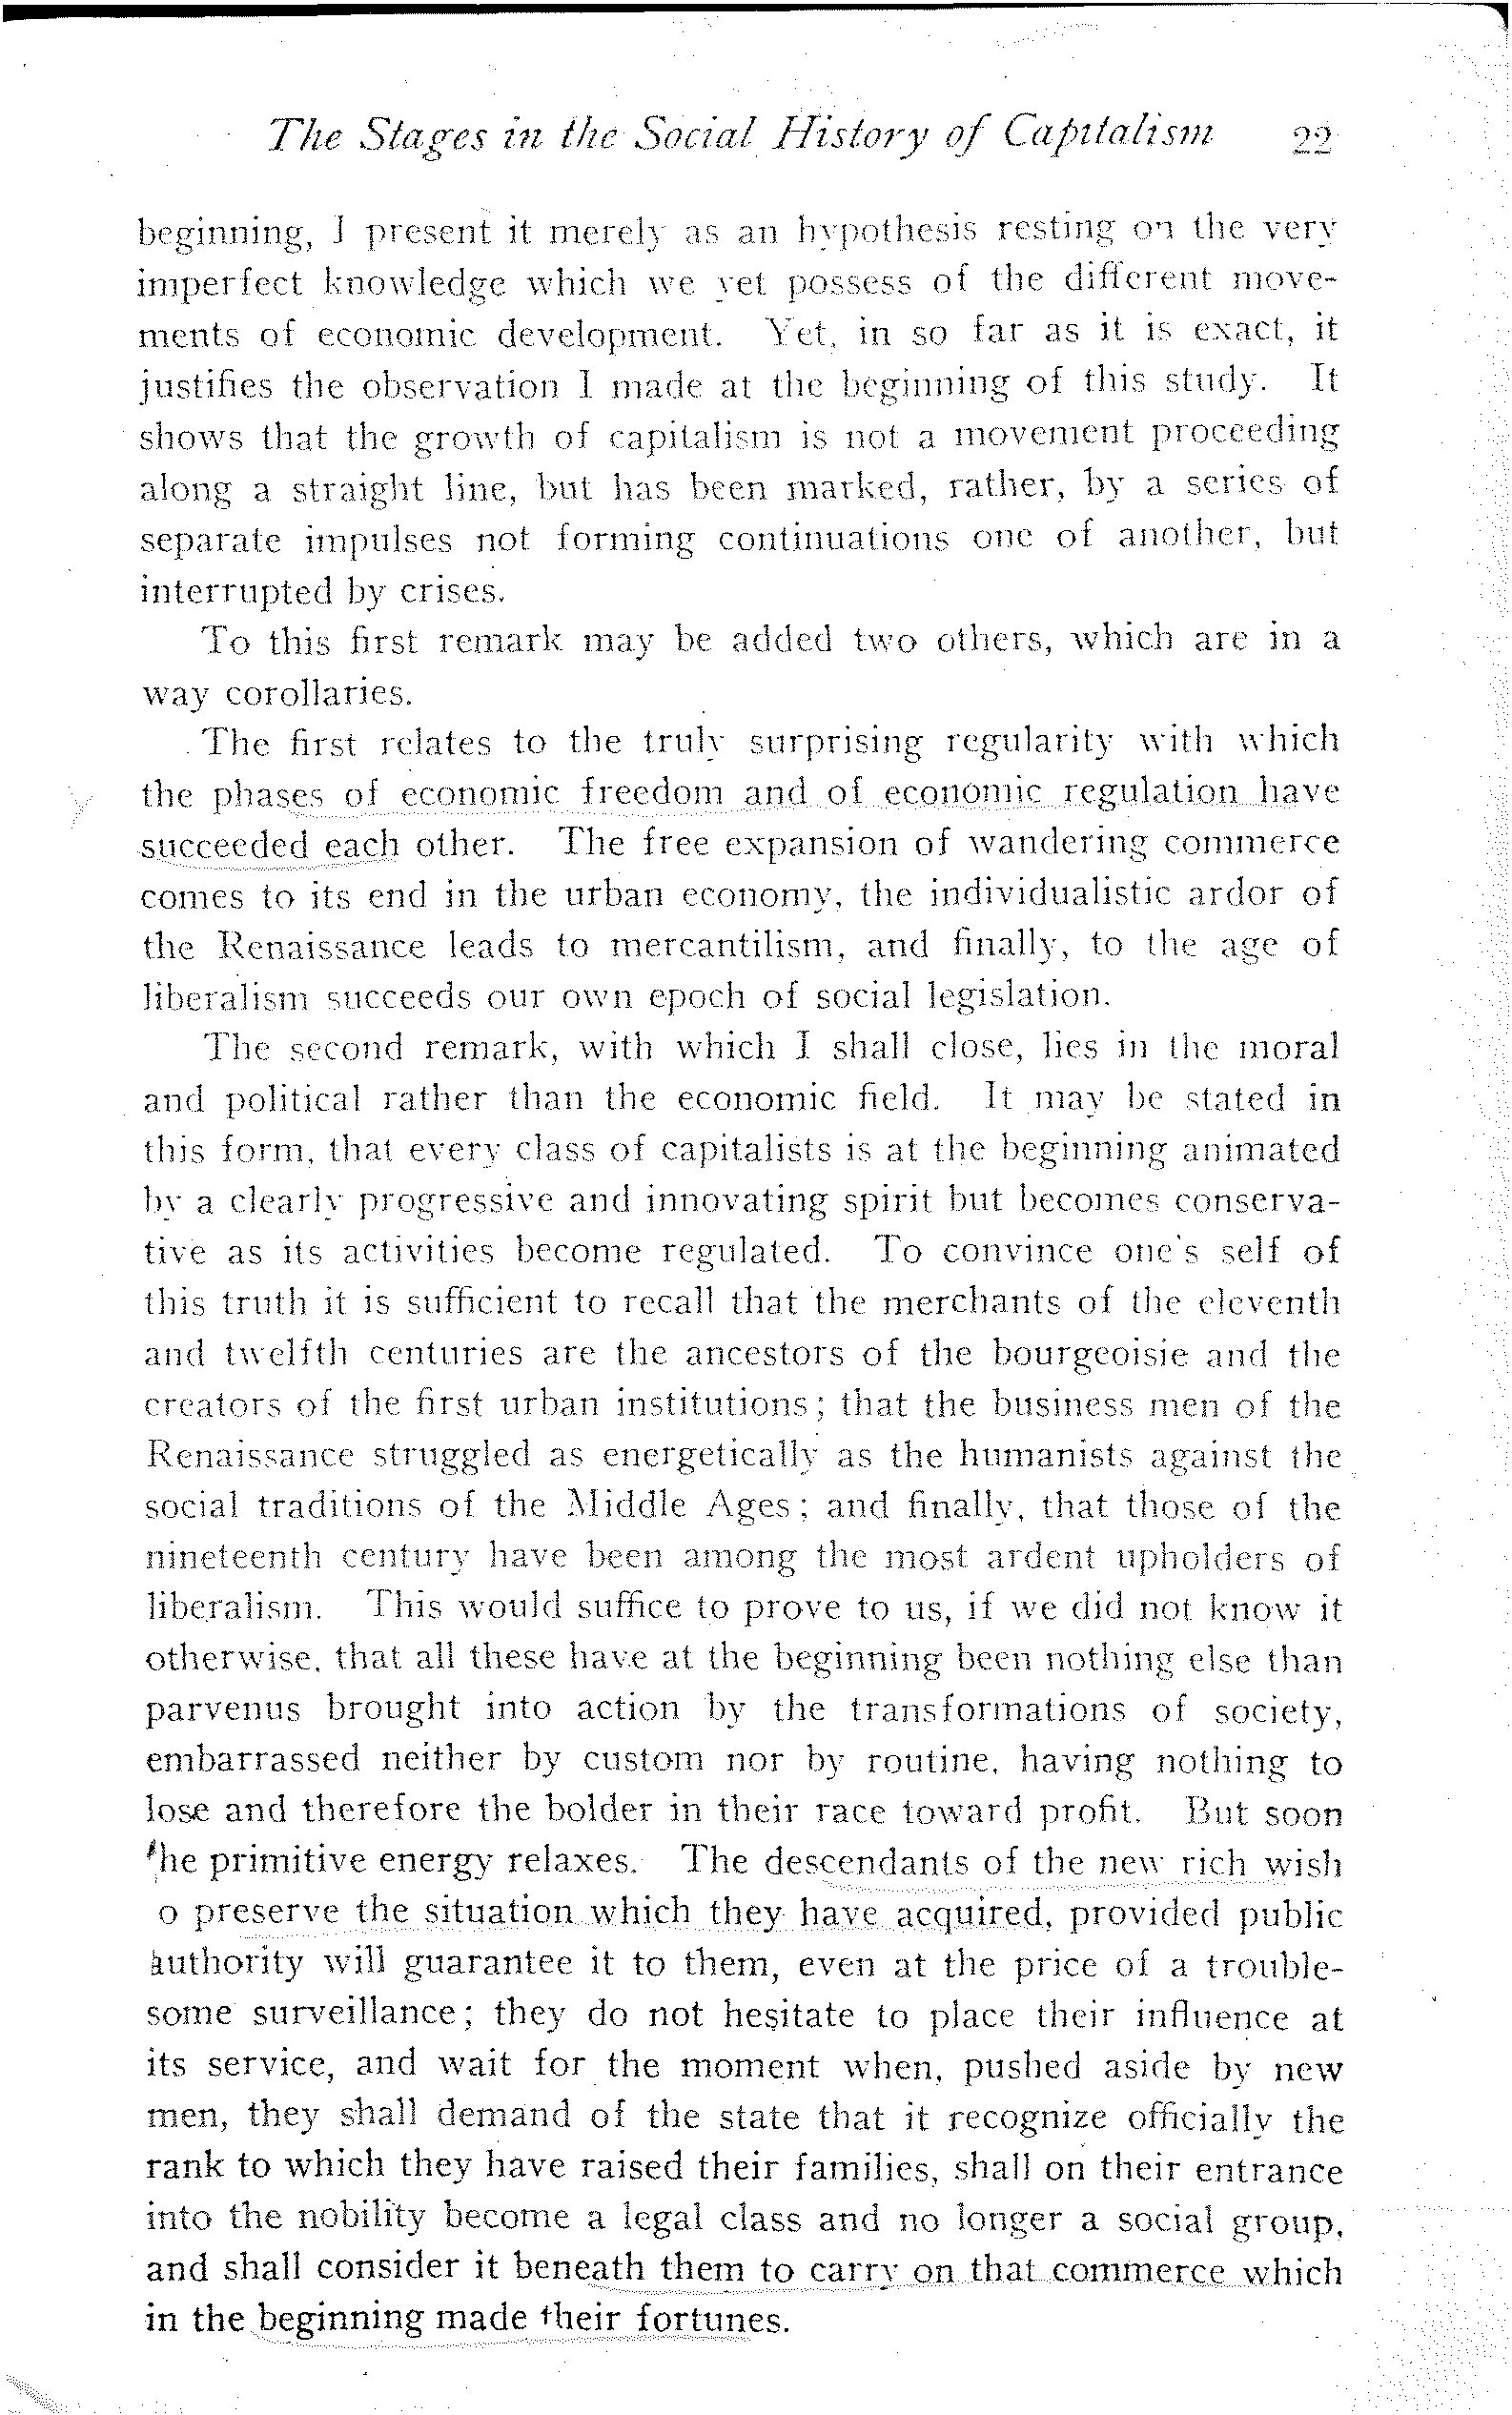 The Stages in the Social History of Capitalism 22
beginning, I present it merely as an hypothesis resting on the very
imperfect knowledge which we yet possess of the different move-
ments of economic development. Yet, in so far as it is exact, it
justifies the observation I made at the beginning of this study. It
shows that the growth of capitalism is not a movement proceeding
along a straight line, but has been marked, rather, by a series of
separate impulses not forming continuations one of another, but
interrupted by crises.
To this first remark may be added two others, which are in a
way corollaries.
The first relates to the truly surprising regularity with which
the phases of economic freedom and of economic regulation have
succeeded each other. The free expansion of wandering commerce
comes to its end in the urban economy, the individualistic ardor of
the Renaissance leads to mercantilism, and finally, to the age of
liberalism succeeds our own epoch of social legislation.
The second remark, with which I shall close, lies in the moral
and political rather than the economic field. It may be stated in
this form, that every class of capitalists is at the beginning animated
by a clearly progressive and innovating spirit but becomes conserva-
tive as its activities become regulated. To convince one's self of
this truth it is sufficient to recall that the merchants of the eleventh
and twelfth centuries are the ancestors of the bourgeoisie and the
creators of the first urban institutions; that the business men of the
Renaissance struggled as energetically as the humanists against the
social traditions of the Middle Ages; and finally, that those of the
nineteenth century have been among the most ardent upholders of
liberalism. This would suffice to prove to us, if we did not know it
otherwise, that all these have at the beginning been nothing else than
parvenus brought into action by the transformations of society,
embarrassed neither by custom nor by routine, having nothing to
lose and therefore the bolder in their race toward profit. But soon
'he primitive energy relaxes. The descendants of the new rich wish
o preserve the situation which they have acquired, provided public
authority will guarantee it to them, even at the price of a trouble-
some surveillance; they do not hesitate to place their influence at
its service, and wait for the moment when, pushed aside by new
men, they shall demand of the state that it recognize officially the
rank to which they have raised their families, shall on their entrance
into the nobility become a legal class and no longer a social group,
and shall consider it beneath them to carry on that commerce which
in the beginning made their fortunes.